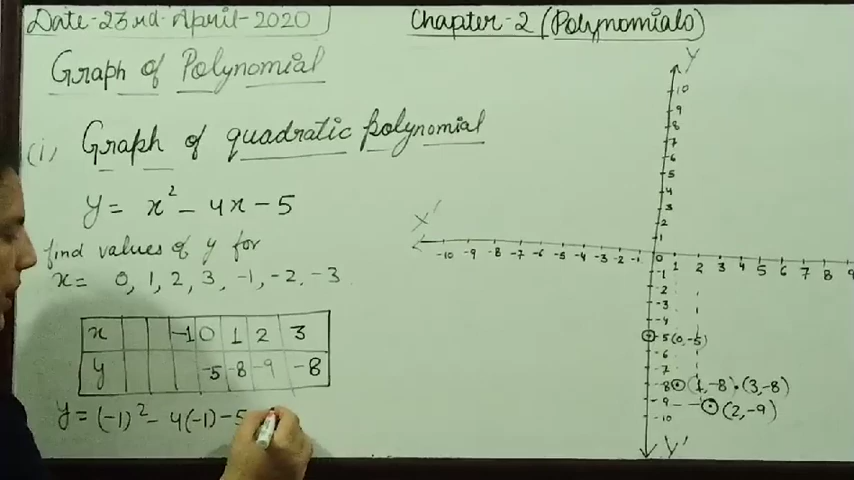 Date-23rd-April-2020
Chapter-2 (Polynomials)
Graph of Polynomial
(i) Graph of quadratic polynomial
y = x² - 4x - 5
find values of y for
x = 0, 1, 2, 3, -1, -2, -3
x -1 0 1 2 3
y -5 -8 -9 -8
y = (-1)² - 4(-1) - 5
Y
10
9
8
7
6
5
4
3
2
1
X'
-10 -9 -8 -7 -6 -5 -4 -3 -2 -1 0 1 2 3 4 5 6 7 8 9
-1
-2
-3
-4
-5 (0,-5)
-6
-7
-8 (1,-8) (3,-8)
-9 (2,-9)
-10
Y'